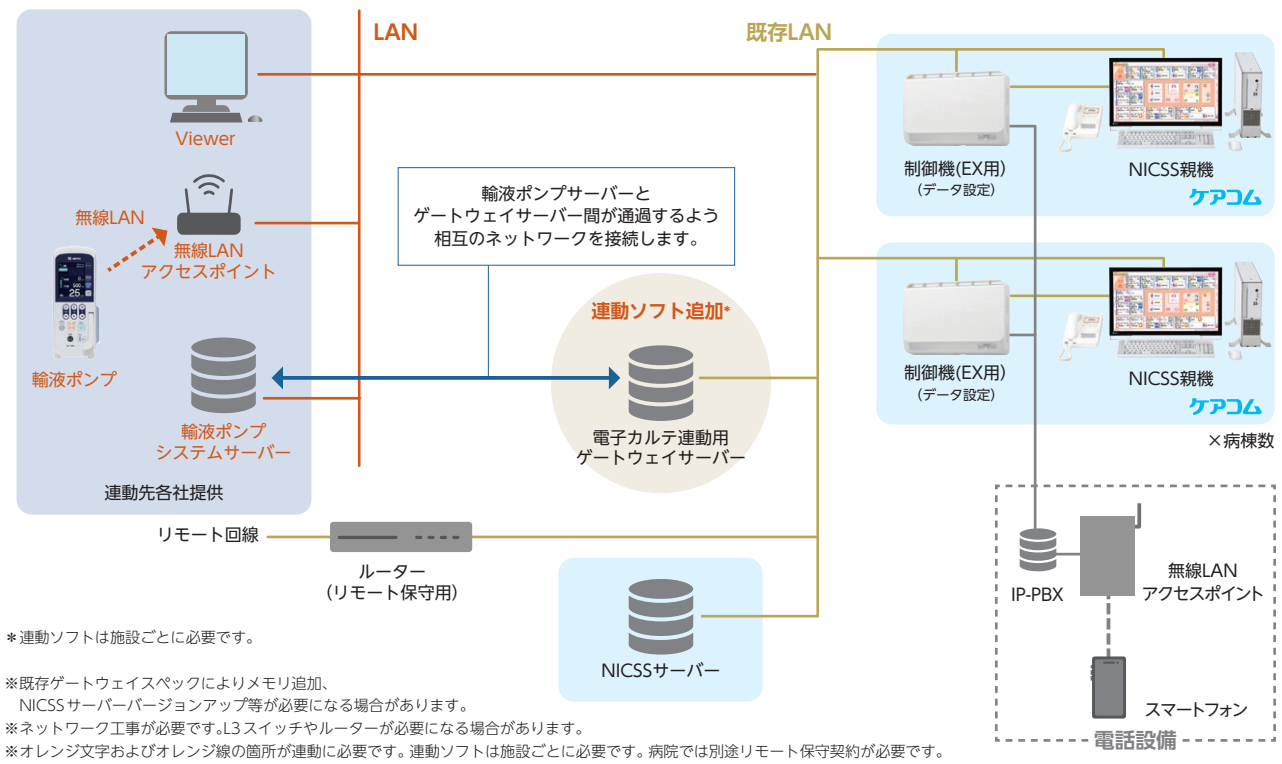 LAN
既存LAN
Viewer
無線LAN
無線LAN
アクセスポイント
輸液ポンプ
輸液ポンプ
システムサーバー
連動先各社提供
輸液ポンプサーバーと
ゲートウェイサーバー間が通過するよう
相互のネットワークを接続します。
連動ソフト追加*
電子カルテ連動用
ゲートウェイサーバー
制御機(EX用)
(データ設定)
NICSS親機
ケアコム
制御機(EX用)
(データ設定)
NICSS親機
ケアコム
×病棟数
リモート回線
ルーター
(リモート保守用)
NICSSサーバー
IP-PBX
無線LAN
アクセスポイント
スマートフォン
電話設備
＊連動ソフトは施設ごとに必要です。
※既存ゲートウェイスペックによりメモリ追加、
NICSSサーバーバージョンアップ等が必要になる場合があります。
※ネットワーク工事が必要です。L3スイッチやルーターが必要になる場合があります。
※オレンジ文字およびオレンジ線の箇所が連動に必要です。連動ソフトは施設ごとに必要です。病院では別途リモート保守契約が必要です。